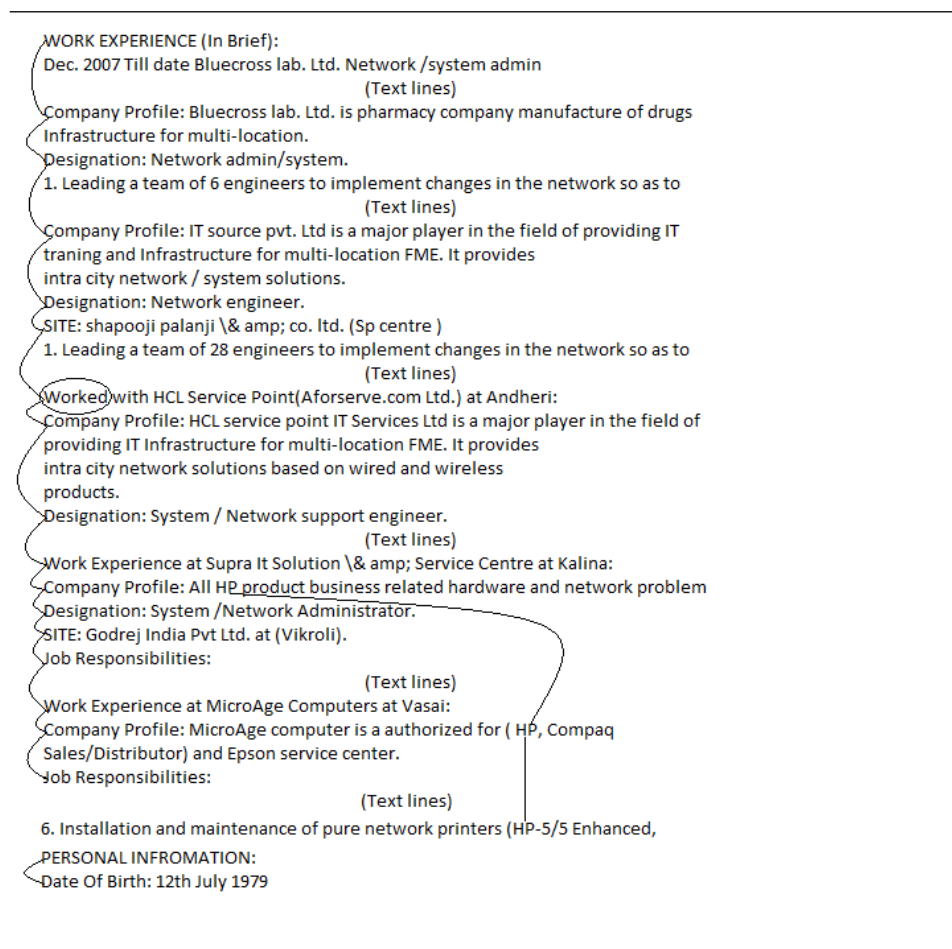 WORK EXPERIENCE (In Brief):
Dec. 2007 Till date Bluecross lab. Ltd. Network /system admin
(Text lines)
Company Profile: Bluecross lab. Ltd. is pharmacy company manufacture of drugs
Infrastructure for multi-location.
Designation: Network admin/system.
1. Leading a team of 6 engineers to implement changes in the network so as to
(Text lines)
Company Profile: IT source pvt. Ltd is a major player in the field of providing IT
traning and Infrastructure for multi-location FME. It provides
intra city network / system solutions.
Designation: Network engineer.
SITE: shapooji palanji \& amp; co. ltd. (Sp centre )
1. Leading a team of 28 engineers to implement changes in the network so as to
(Text lines)
Worked with HCL Service Point(Aforserve.com Ltd.) at Andheri:
Company Profile: HCL service point IT Services Ltd is a major player in the field of
providing IT Infrastructure for multi-location FME. It provides
intra city network solutions based on wired and wireless
products.
Designation: System / Network support engineer.
(Text lines)
Work Experience at Supra It Solution \& amp; Service Centre at Kalina:
Company Profile: All HP product business related hardware and network problem
Designation: System /Network Administrator.
SITE: Godrej India Pvt Ltd. at (Vikroli).
Job Responsibilities:
(Text lines)
Work Experience at MicroAge Computers at Vasai:
Company Profile: MicroAge computer is a authorized for ( HP, Compaq
Sales/Distributor) and Epson service center.
Job Responsibilities:
(Text lines)
6. Installation and maintenance of pure network printers (HP-5/5 Enhanced,
PERSONAL INFROMATION:
Date Of Birth: 12th July 1979